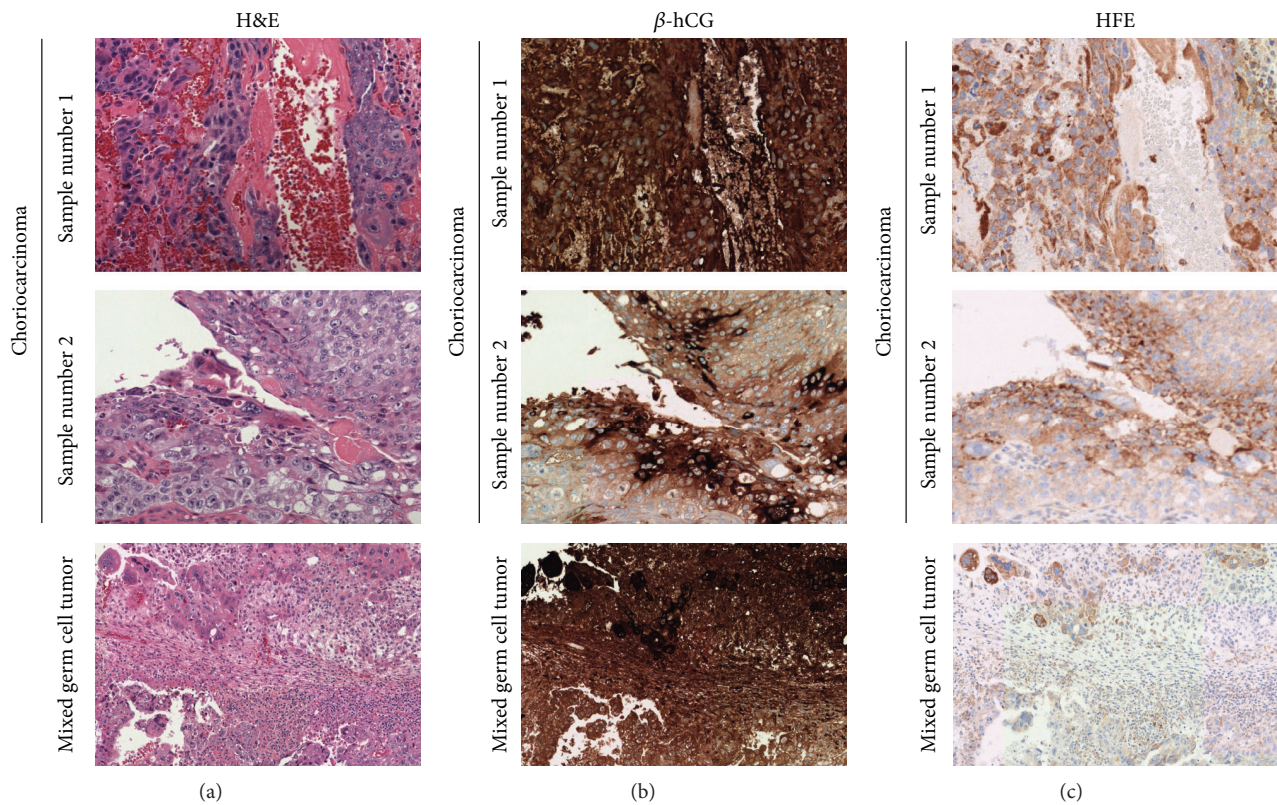 H&E
β-hCG
HFE
Choriocarcinoma
Sample number 1
Sample number 2
Mixed germ cell tumor
Choriocarcinoma
Sample number 1
Sample number 2
Mixed germ cell tumor
Choriocarcinoma
Sample number 1
Sample number 2
Mixed germ cell tumor
(a)
(b)
(c)